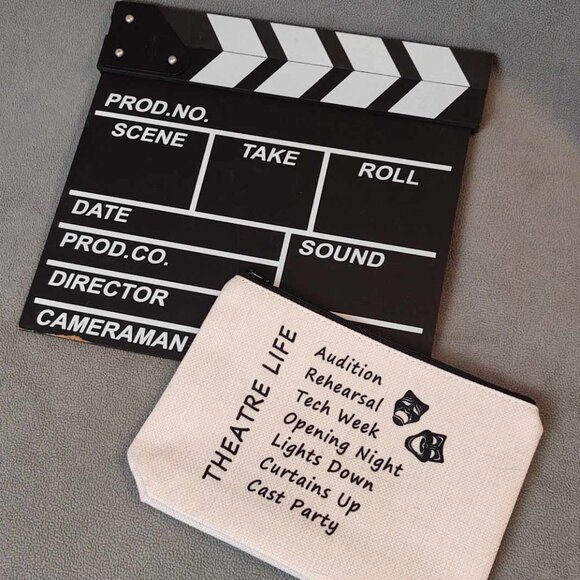 PROD.NO.
SCENE
TAKE
ROLL
DATE
SOUND
PROD.CO.
DIRECTOR
CAMERAMAN
THEATRE LIFE
Audition
Rehearsal
Tech Week
Opening Night
Lights Down
Curtains Up
Cast Party